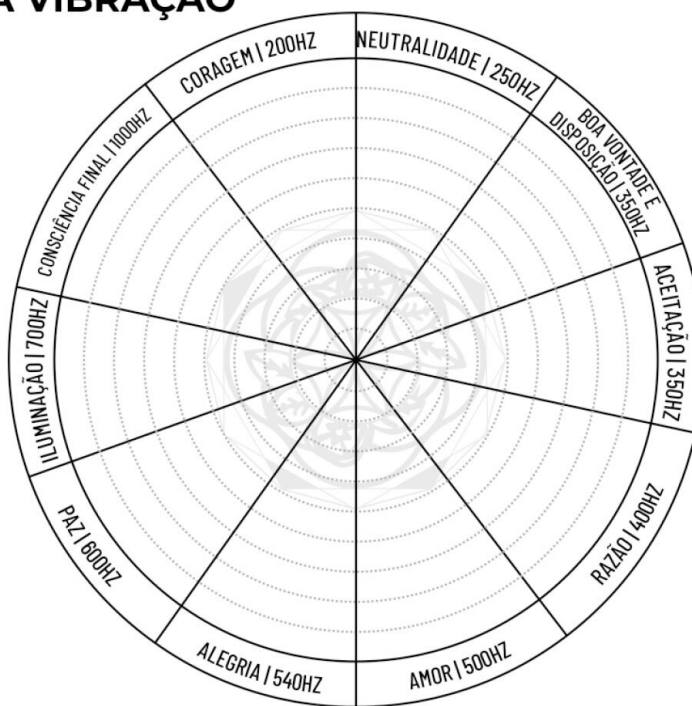 A VIBRAÇÃO
CORAGEM | 200HZ
NEUTRALIDADE | 250HZ
BOA VONTADE E
DISPOSIÇÃO | 350HZ
ACEITAÇÃO | 350HZ
RAZÃO | 400HZ
AMOR | 500HZ
ALEGRIA | 540HZ
PAZ | 600HZ
ILUMINAÇÃO | 700HZ
CONSCIÊNCIA FINAL | 1000HZ